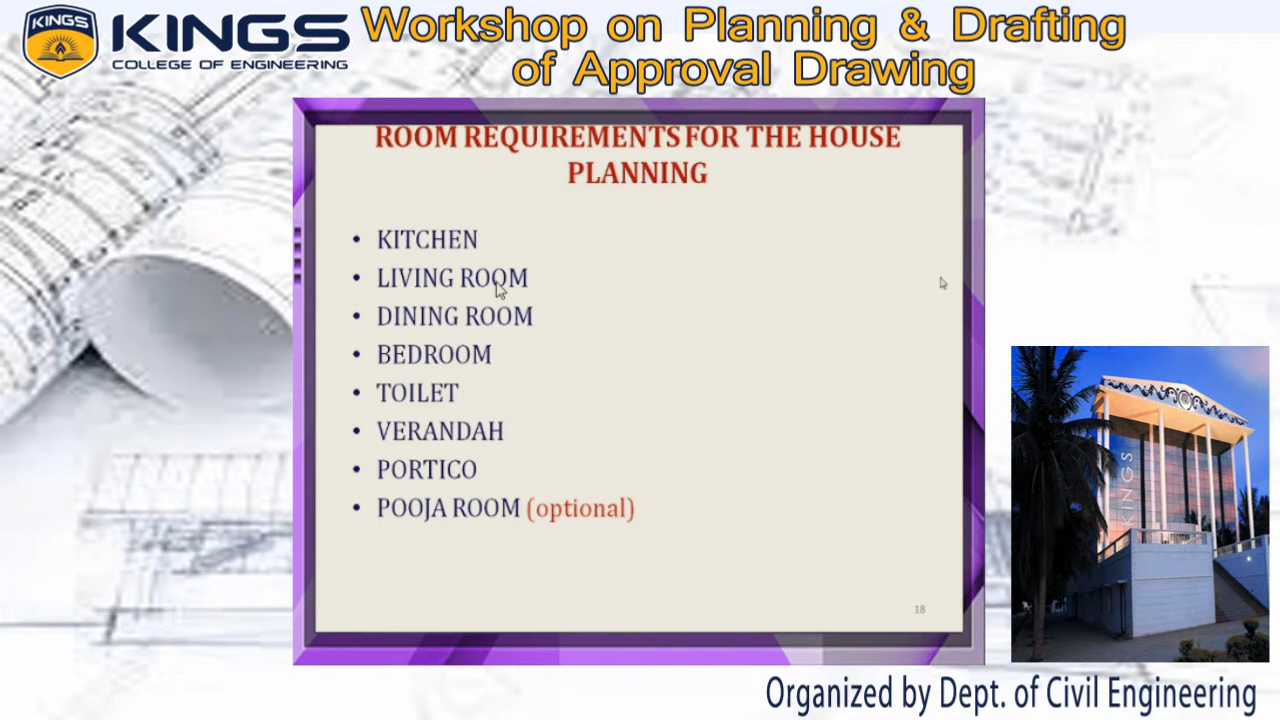 KINGS
KINGS
COLLEGE OF ENGINEERING
Workshop on Planning & Drafting
of Approval Drawing
ROOM REQUIREMENTS FOR THE HOUSE
PLANNING
• KITCHEN
• LIVING ROOM
• DINING ROOM
• BEDROOM
• TOILET
• VERANDAH
• PORTICO
• POOJA ROOM (optional)
18
KINGS
Organized by Dept. of Civil Engineering